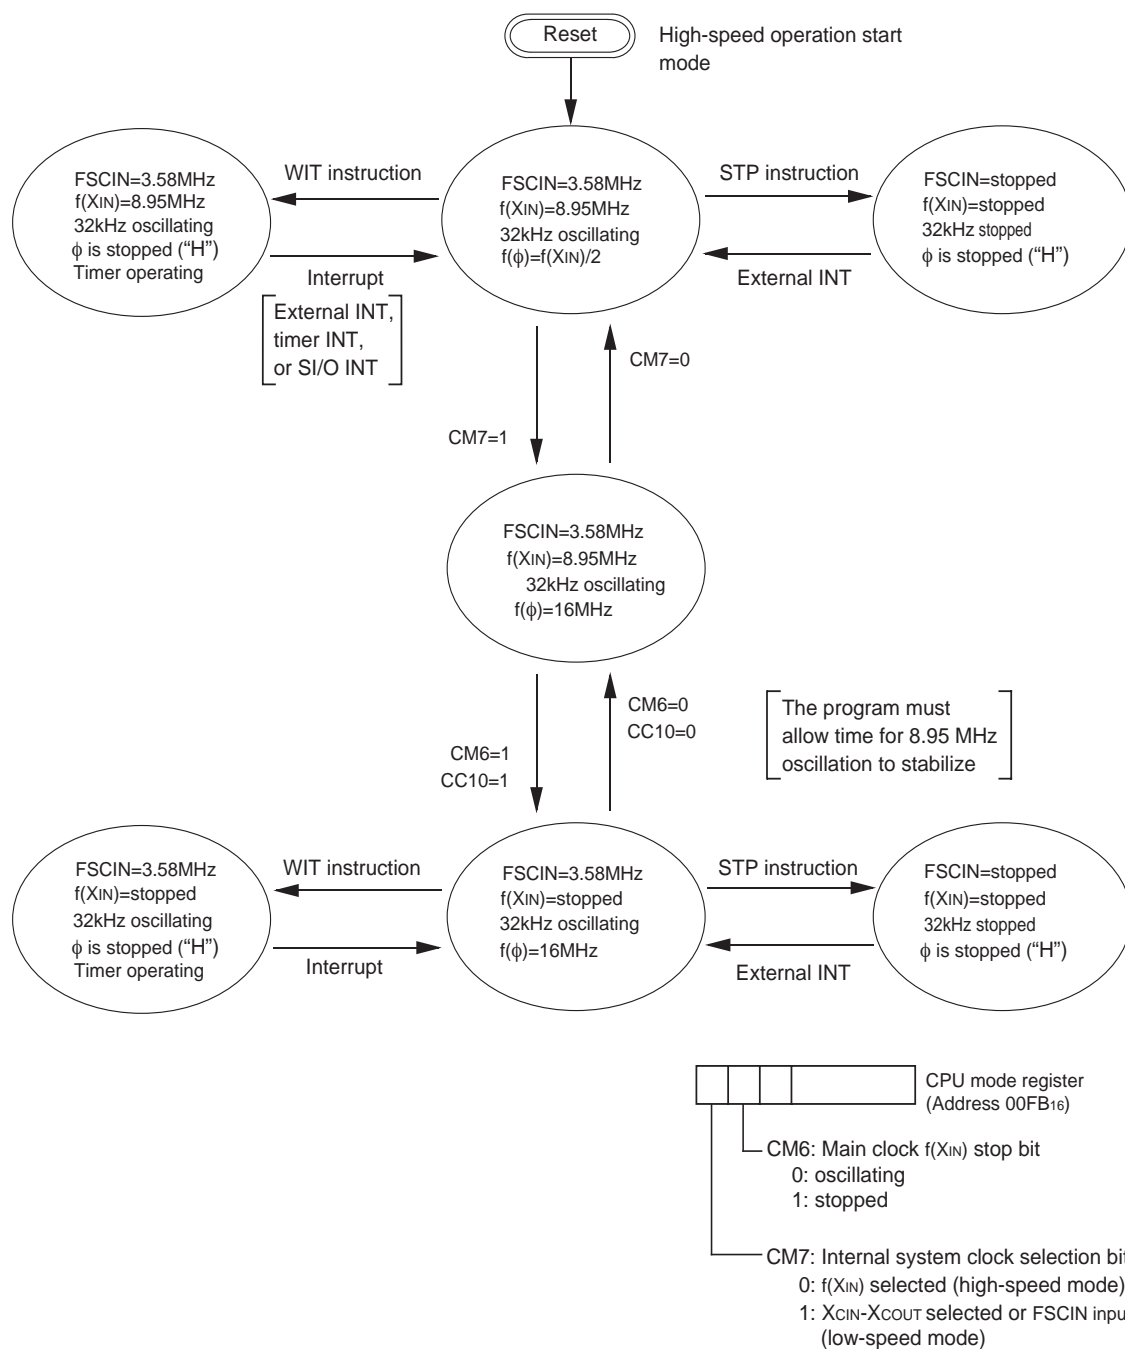 Reset
High-speed operation start
mode
FSCIN=3.58MHz
f(XIN)=8.95MHz
32kHz oscillating
φ is stopped (“H”)
Timer operating
WIT instruction
Interrupt
External INT,
timer INT,
or SI/O INT
FSCIN=3.58MHz
f(XIN)=8.95MHz
32kHz oscillating
f(φ)=f(XIN)/2
STP instruction
External INT
FSCIN=stopped
f(XIN)=stopped
32kHz stopped
φ is stopped (“H”)
CM7=0
CM7=1
FSCIN=3.58MHz
f(XIN)=8.95MHz
32kHz oscillating
f(φ)=16MHz
CM6=0
CC10=0
CM6=1
CC10=1
The program must
allow time for 8.95 MHz
oscillation to stabilize
FSCIN=3.58MHz
f(XIN)=stopped
32kHz oscillating
φ is stopped (“H”)
Timer operating
WIT instruction
Interrupt
FSCIN=3.58MHz
f(XIN)=stopped
32kHz oscillating
f(φ)=16MHz
STP instruction
External INT
FSCIN=stopped
f(XIN)=stopped
32kHz stopped
φ is stopped (“H”)
CPU mode register
(Address 00FB16)
CM6: Main clock f(XIN) stop bit
0: oscillating
1: stopped
CM7: Internal system clock selection bit
0: f(XIN) selected (high-speed mode)
1: XCIN-XCOUT selected or FSCIN inpu
(low-speed mode)